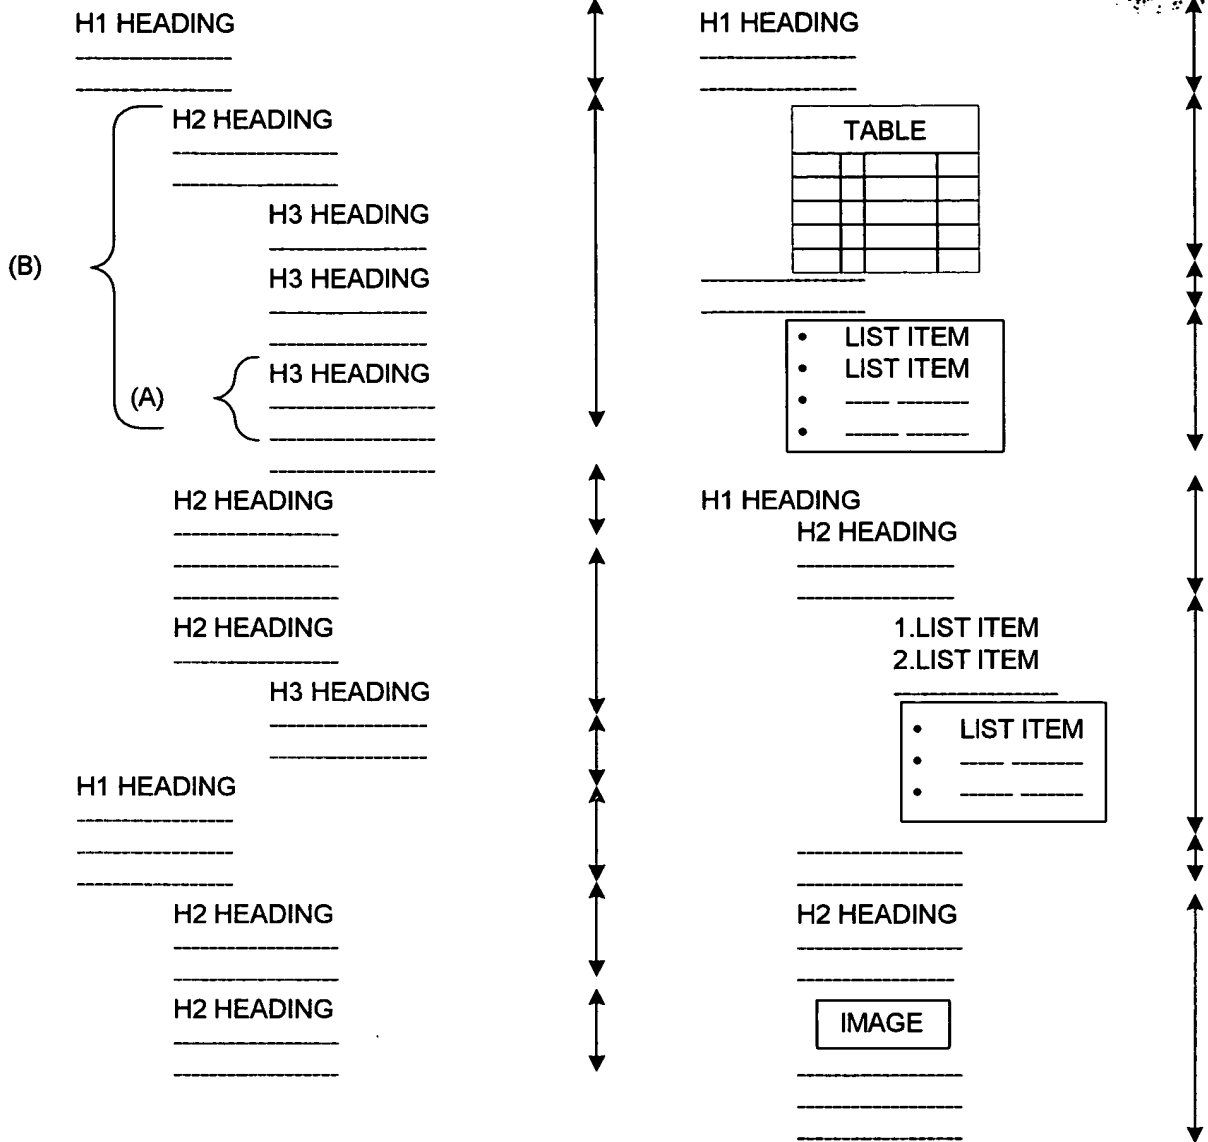 H1 HEADING
H2 HEADING
H3 HEADING
(B)
H3 HEADING
H3 HEADING
(A)
H2 HEADING
H2 HEADING
H3 HEADING
H1 HEADING
H2 HEADING
H2 HEADING
H1 HEADING
TABLE
• LIST ITEM
• LIST ITEM
•
•
H1 HEADING
H2 HEADING
1.LIST ITEM
2.LIST ITEM
• LIST ITEM
•
•
H2 HEADING
IMAGE